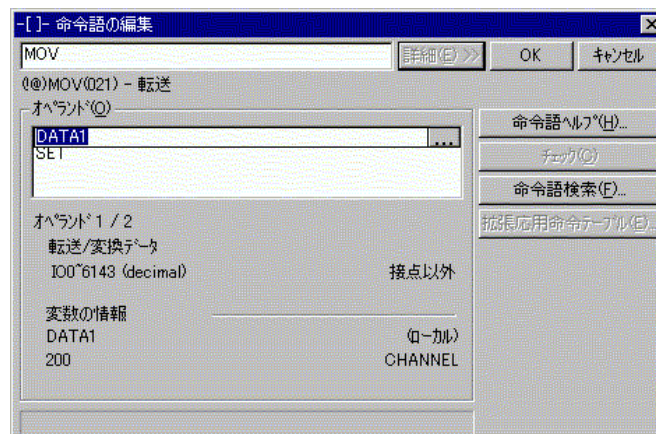 -[ ]- 命令語の編集
MOV
詳細(E) >>
OK
キャンセル
(@)MOV(021) - 転送
オペランド(O)
DATA1
...
SET
命令語ヘルプ(H)...
チェック(C)
命令語検索(F)...
拡張応用命令テーブル(E)...
オペランド 1 / 2
転送/変換データ
IO0~6143 (decimal)
接点以外
変数の情報
DATA1
(ローカル)
200
CHANNEL